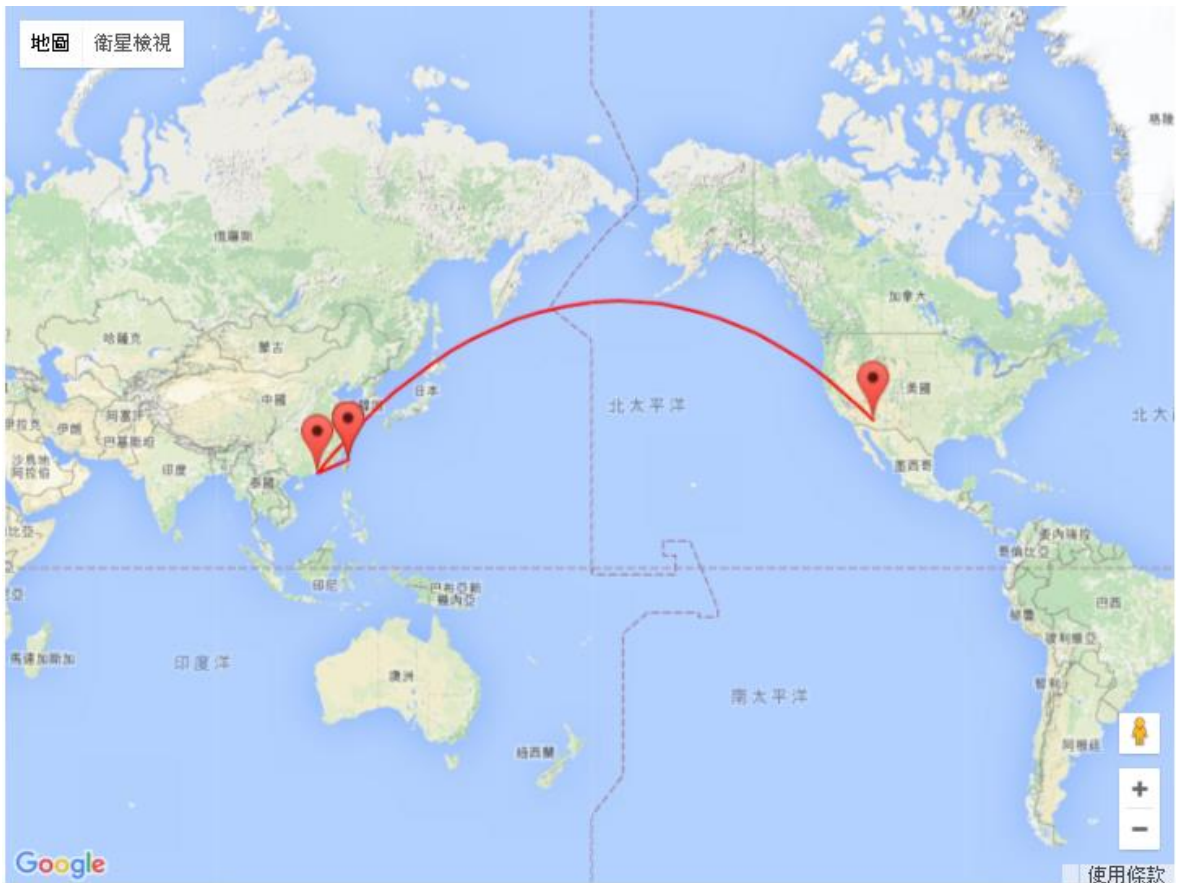 地圖 衛星檢視
格陵
俄羅斯
加拿大
哈薩克
蒙古
美國
日本
中國
北太平洋
北大
阿富汗
伊朗
巴基斯坦
沙烏地
阿拉伯
印度
墨西哥
泰國
委內瑞拉
哥倫比亞
印尼
巴布亞新
幾內亞
巴西
秘魯
玻利維亞
馬達加斯加
印度洋
澳洲
智利
南太平洋
紐西蘭
阿根廷
Google
使用條款